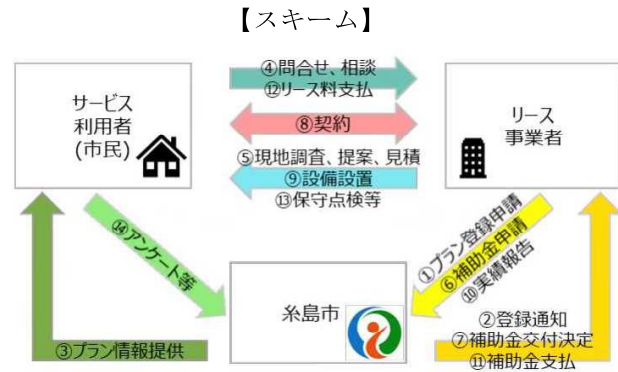 【スキーム】
④問合せ、相談
⑫リース料支払
サービス
利用者
(市民)
リース
事業者
⑧契約
⑤現地調査、提案、見積
⑨設備設置
⑬保守点検等
⑭アンケート等
①プラン登録申請
⑥補助金申請
⑩実績報告
糸島市
②登録通知
⑦補助金交付決定
⑪補助金支払
③プラン情報提供